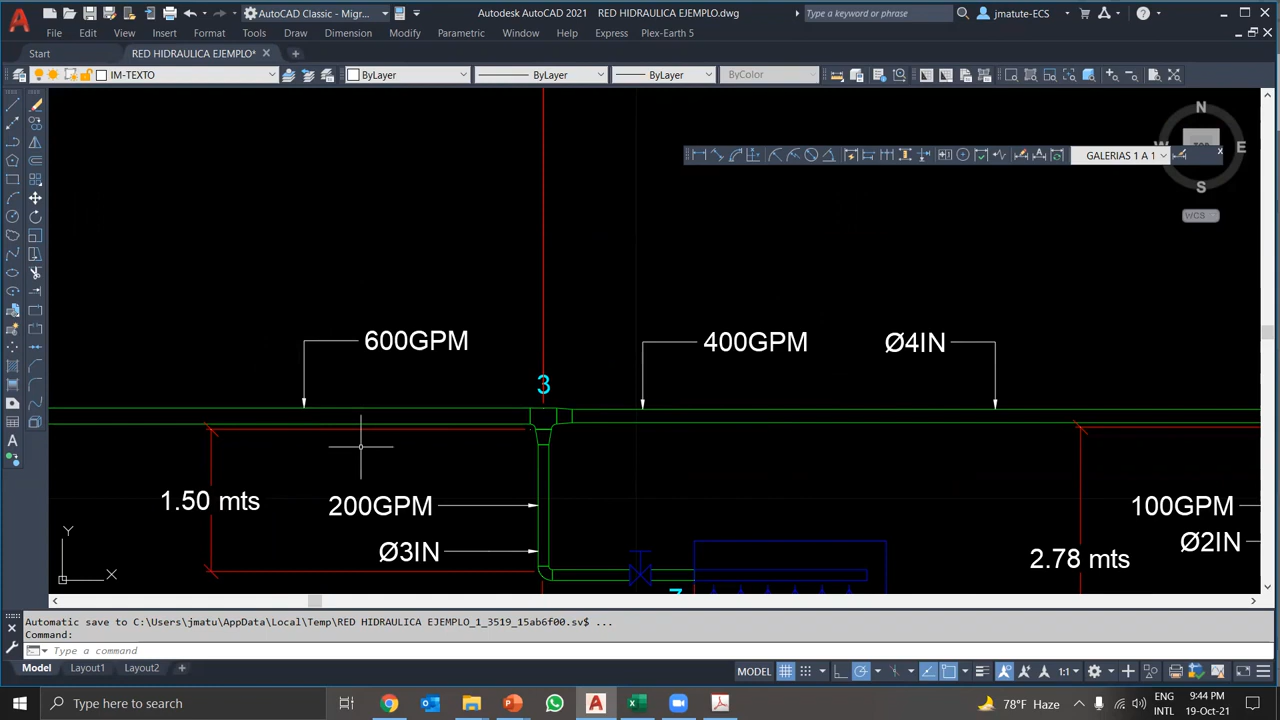 AutoCAD Classic - Migr...
Autodesk AutoCAD 2021 RED HIDRAULICA EJEMPLO.dwg
Type a keyword or phrase
jmatute-ECS
File Edit View Insert Format Tools Draw Dimension Modify Parametric Window Help Express Plex-Earth 5
Start
RED HIDRAULICA EJEMPLO*
IM-TEXTO
ByLayer
ByLayer
ByLayer
ByColor
N
GALERIAS 1 A 1
W
E
S
WCS
600GPM
400GPM
Ø4IN
3
1.50 mts
200GPM
100GPM
Ø3IN
Ø2IN
2.78 mts
Y
X
Automatic save to C:\Users\jmatu\AppData\Local\Temp\RED HIDRAULICA EJEMPLO_1_3519_15ab6f00.sv$ ...
Command:
Type a command
Model Layout1 Layout2
MODEL
1:1
Type here to search
78°F Haze
ENG
INTL
9:44 PM
19-Oct-21